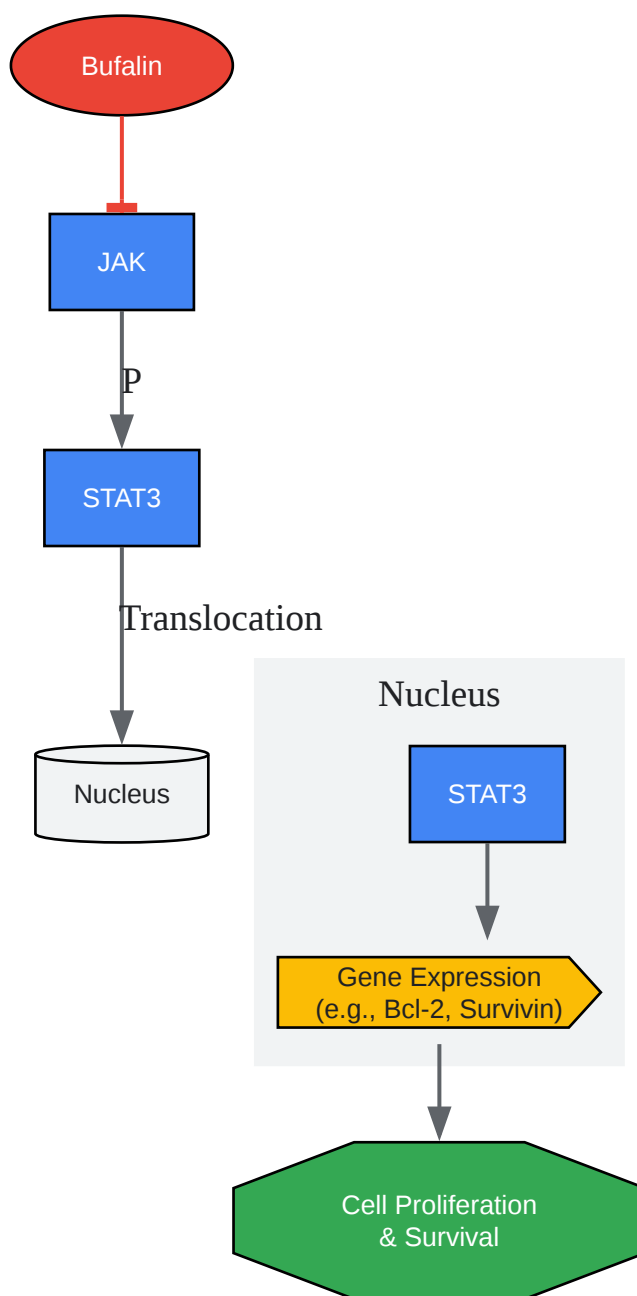 Bufalin
JAK
P
STAT3
Translocation
Nucleus
Nucleus
STAT3
Gene Expression
(e.g., Bcl-2, Survivin)
Cell Proliferation
& Survival